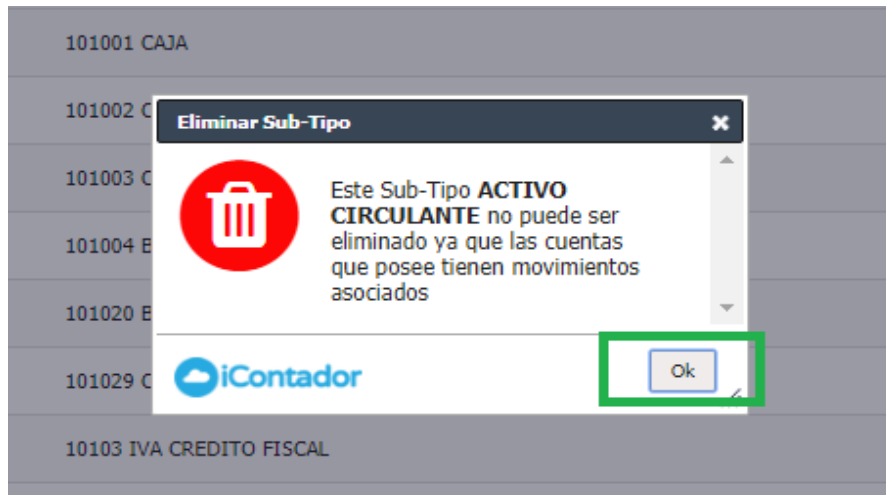 101001 CAJA
101002 C
Eliminar Sub-Tipo
101003 C
Este Sub-Tipo ACTIVO
CIRCULANTE no puede ser
eliminado ya que las cuentas
que posee tienen movimientos
asociados
101004 E
101020 E
101029 C
iContador
Ok
10103 IVA CREDITO FISCAL